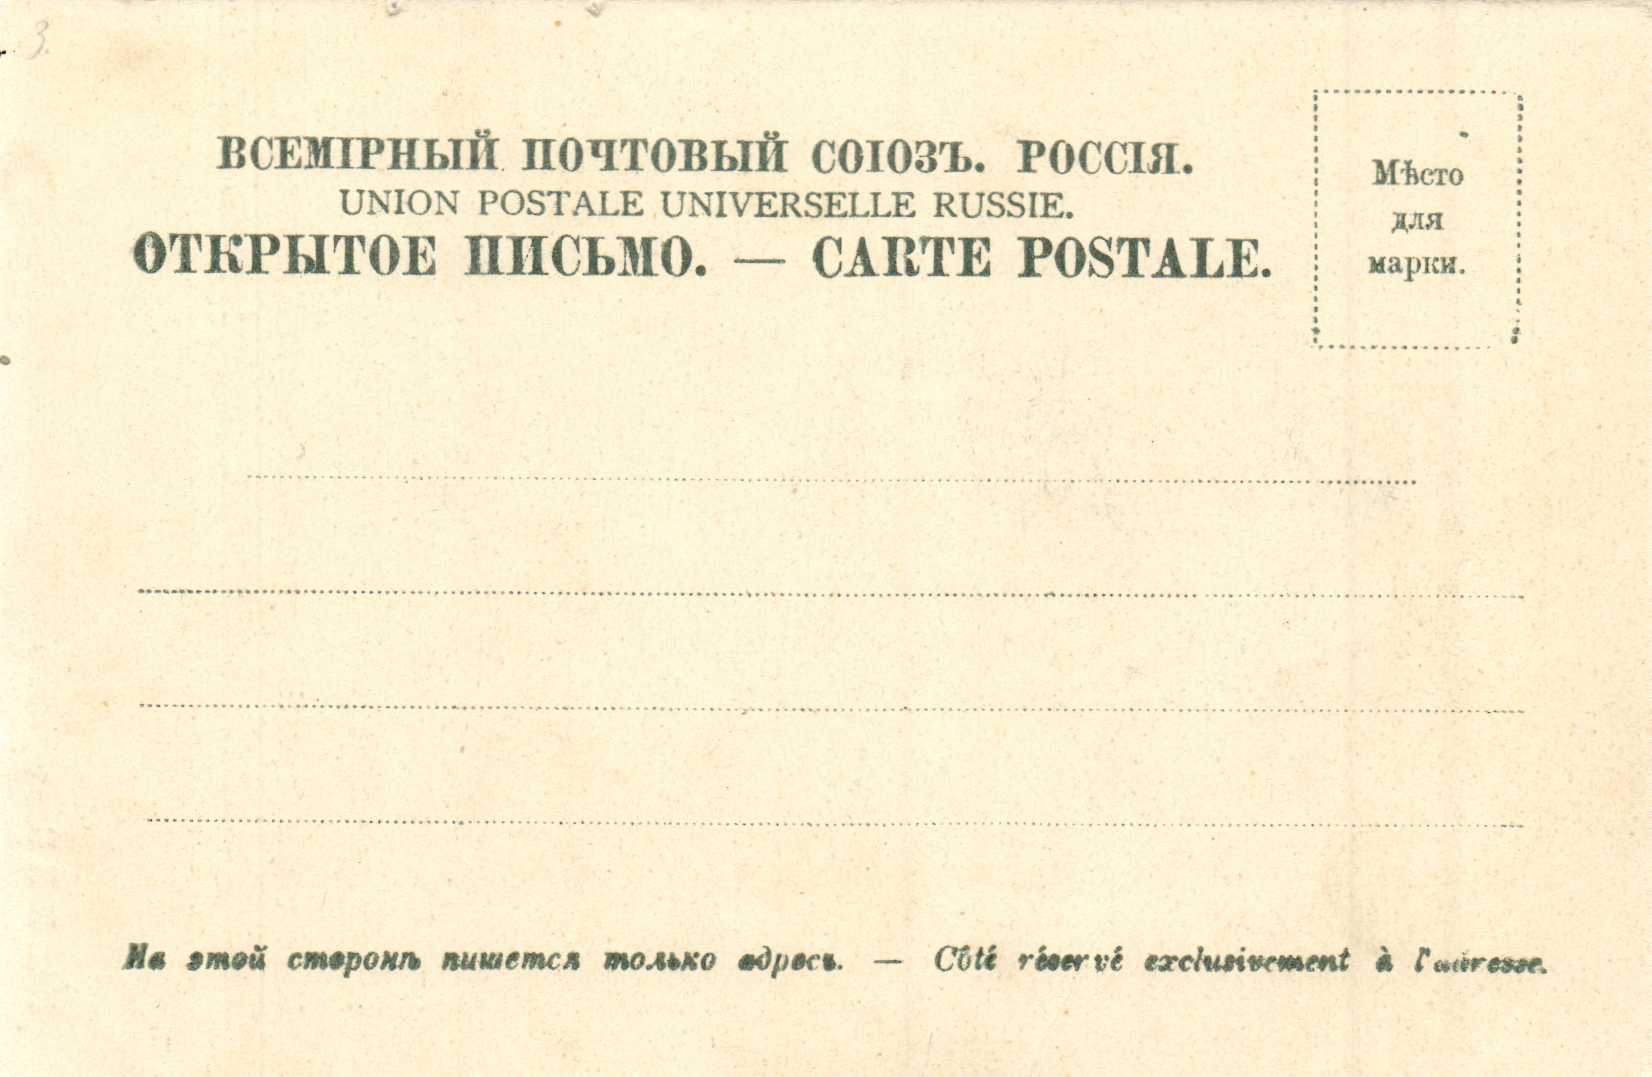 3.
ВСЕМІРНЫЙ ПОЧТОВЫЙ СОЮЗЪ. РОССІЯ.
UNION POSTALE UNIVERSELLE RUSSIE.
ОТКРЫТОЕ ПИСЬМО. — CARTE POSTALE.
Мѣсто
для
марки.
На этой сторонѣ пишется только адресъ. — Côté réservé exclusivement à l'adresse.